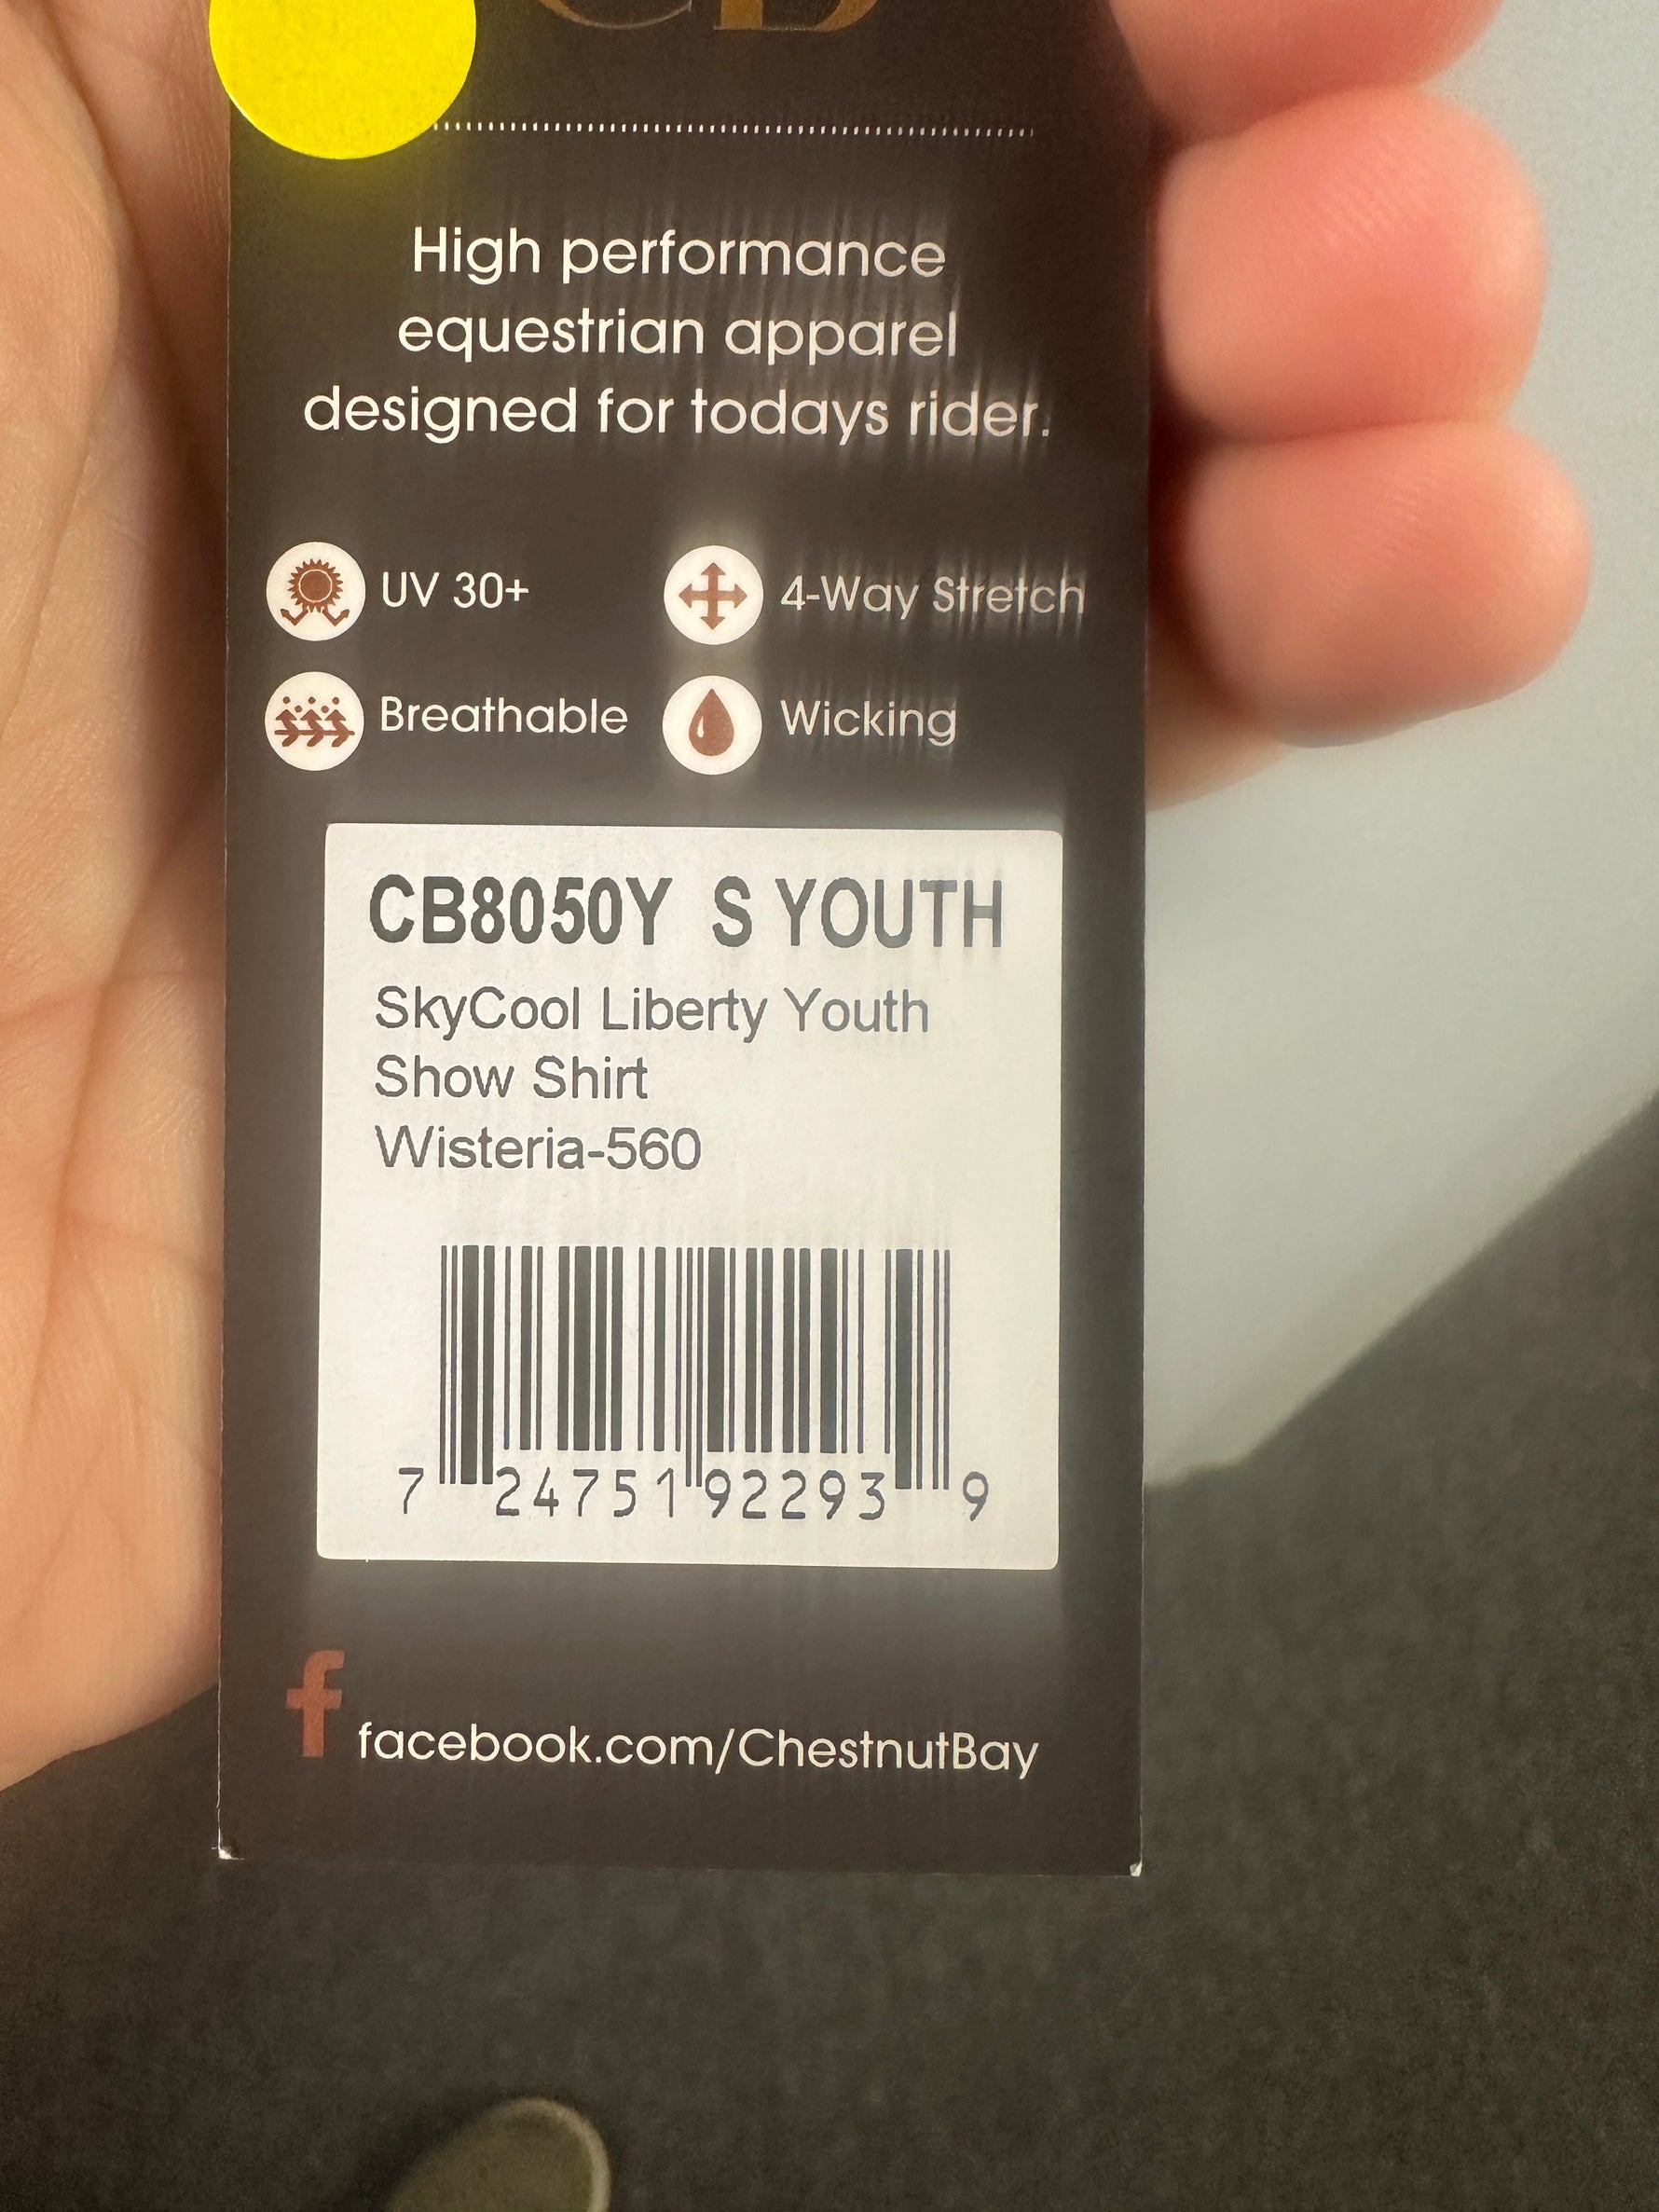 CB
High performance
equestrian apparel
designed for todays rider.
UV 30+
4-Way Stretch
Breathable
Wicking
CB8050Y S YOUTH
SkyCool Liberty Youth
Show Shirt
Wisteria-560
7 24751 92293 9
f
facebook.com/ChestnutBay